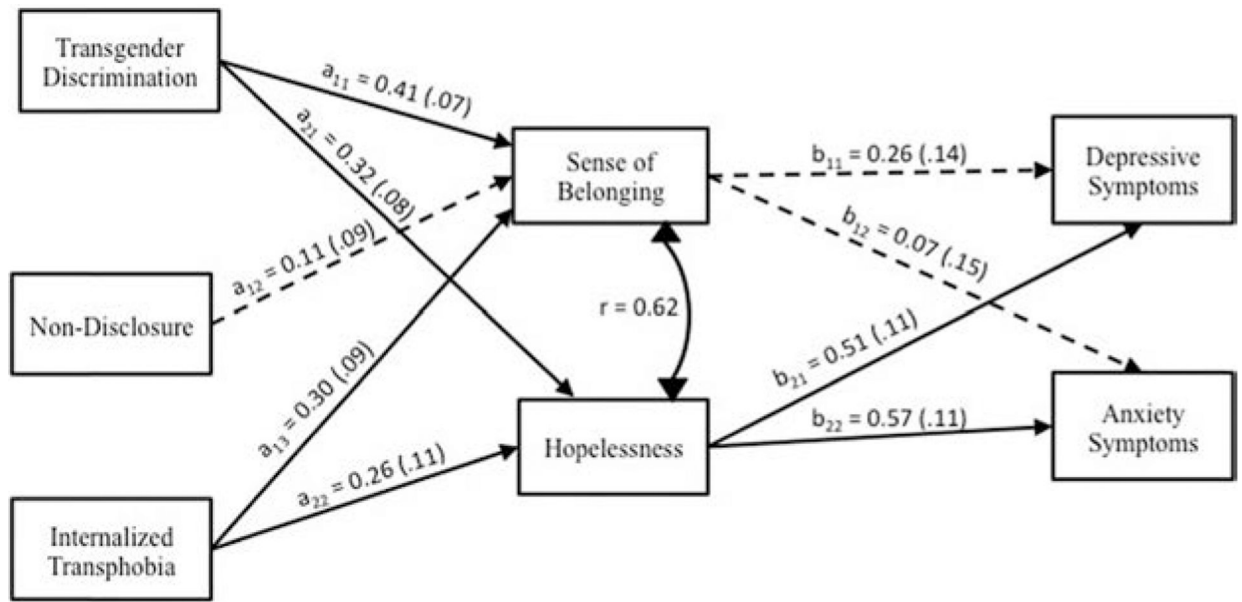 Transgender
Discrimination
a11 = 0.41 (.07)
a21 = 0.32 (.08)
Sense of
Belonging
b11 = 0.26 (.14)
Depressive
Symptoms
b12 = 0.07 (.15)
a12 = 0.11 (.09)
Non-Disclosure
r = 0.62
a13 = 0.30 (.09)
b21 = 0.51 (.11)
Hopelessness
b22 = 0.57 (.11)
Anxiety
Symptoms
a22 = 0.26 (.11)
Internalized
Transphobia